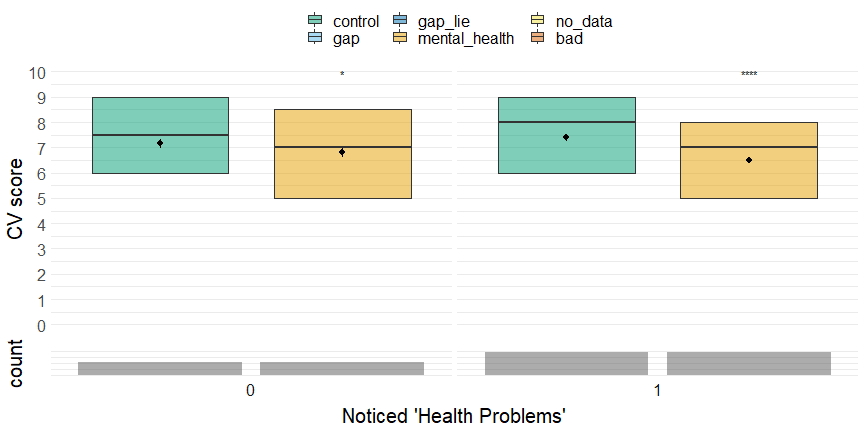 control gap_lie no_data
gap mental_health bad
10
9
8
7
6
5
4
3
2
1
0
CV score
*
****
count
0 1
Noticed 'Health Problems'